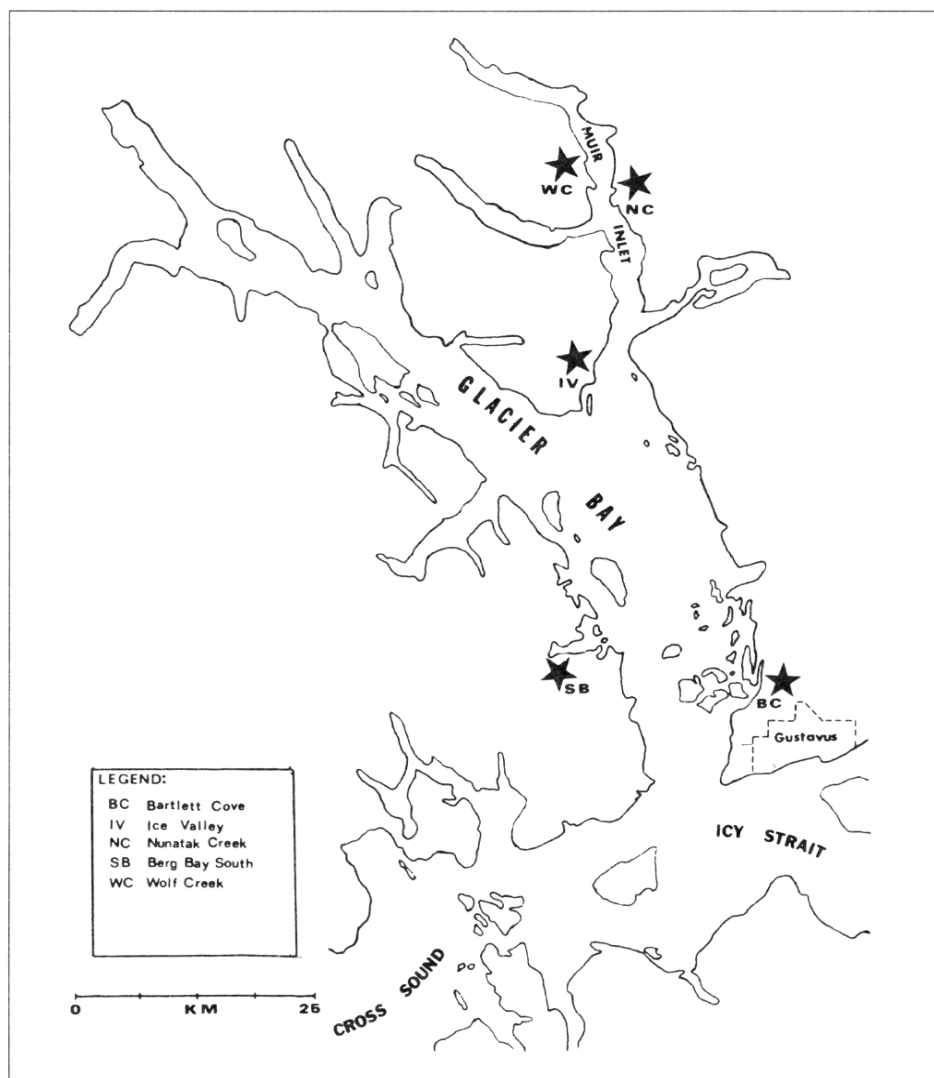 MUIR
WC
NC
INLET
IV
GLACIER
BAY
SB
BC
Gustavus
LEGEND:
BC Bartlett Cove
IV Ice Valley
NC Nunatak Creek
SB Berg Bay South
WC Wolf Creek
ICY STRAIT
CROSS SOUND
0 KM 25